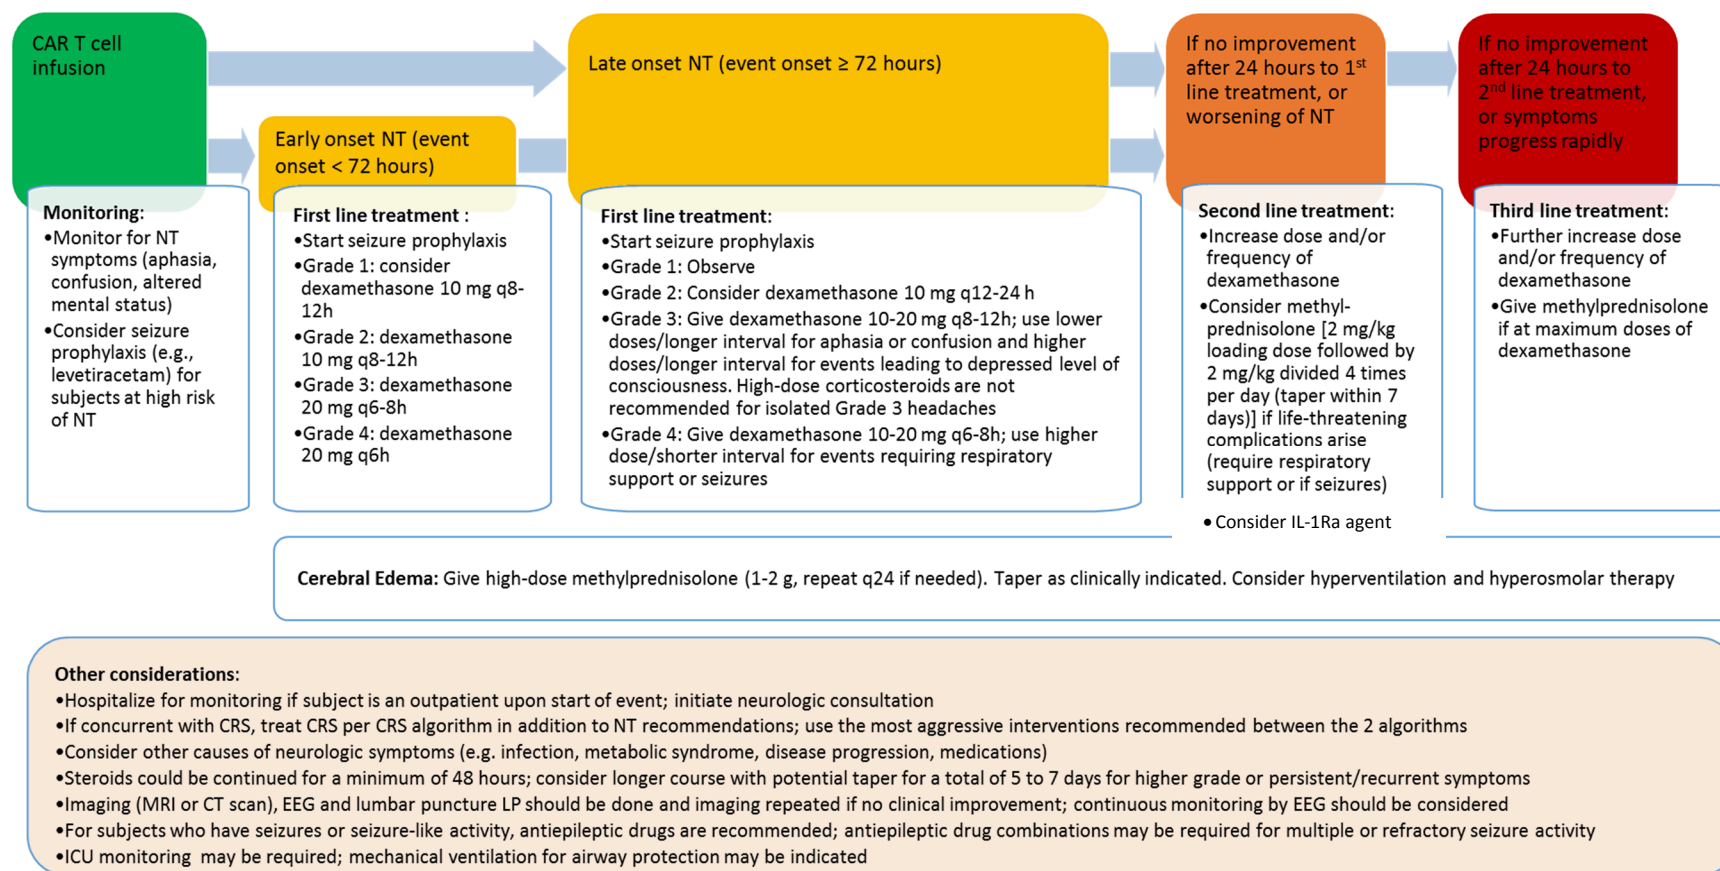 CAR T cell
infusion
Late onset NT (event onset ≥ 72 hours)
If no improvement
after 24 hours to 1st
line treatment, or
worsening of NT
If no improvement
after 24 hours to
2nd line treatment,
or symptoms
progress rapidly
Early onset NT (event
onset < 72 hours)
Monitoring:
•Monitor for NT
symptoms (aphasia,
confusion, altered
mental status)
•Consider seizure
prophylaxis (e.g.,
levetiracetam) for
subjects at high risk
of NT
First line treatment :
•Start seizure prophylaxis
•Grade 1: consider
dexamethasone 10 mg q8-
12h
•Grade 2: dexamethasone
10 mg q8-12h
•Grade 3: dexamethasone
20 mg q6-8h
•Grade 4: dexamethasone
20 mg q6h
First line treatment:
•Start seizure prophylaxis
•Grade 1: Observe
•Grade 2: Consider dexamethasone 10 mg q12-24 h
•Grade 3: Give dexamethasone 10-20 mg q8-12h; use lower
doses/longer interval for aphasia or confusion and higher
doses/longer interval for events leading to depressed level of
consciousness. High-dose corticosteroids are not
recommended for isolated Grade 3 headaches
•Grade 4: Give dexamethasone 10-20 mg q6-8h; use higher
dose/shorter interval for events requiring respiratory
support or seizures
Second line treatment:
•Increase dose and/or
frequency of
dexamethasone
•Consider methyl-
prednisolone [2 mg/kg
loading dose followed by
2 mg/kg divided 4 times
per day (taper within 7
days)] if life-threatening
complications arise
(require respiratory
support or if seizures)
• Consider IL-1Ra agent
Third line treatment:
•Further increase dose
and/or frequency of
dexamethasone
•Give methylprednisolone
if at maximum doses of
dexamethasone
Cerebral Edema: Give high-dose methylprednisolone (1-2 g, repeat q24 if needed). Taper as clinically indicated. Consider hyperventilation and hyperosmolar therapy
Other considerations:
•Hospitalize for monitoring if subject is an outpatient upon start of event; initiate neurologic consultation
•If concurrent with CRS, treat CRS per CRS algorithm in addition to NT recommendations; use the most aggressive interventions recommended between the 2 algorithms
•Consider other causes of neurologic symptoms (e.g. infection, metabolic syndrome, disease progression, medications)
•Steroids could be continued for a minimum of 48 hours; consider longer course with potential taper for a total of 5 to 7 days for higher grade or persistent/recurrent symptoms
•Imaging (MRI or CT scan), EEG and lumbar puncture LP should be done and imaging repeated if no clinical improvement; continuous monitoring by EEG should be considered
•For subjects who have seizures or seizure-like activity, antiepileptic drugs are recommended; antiepileptic drug combinations may be required for multiple or refractory seizure activity
•ICU monitoring may be required; mechanical ventilation for airway protection may be indicated